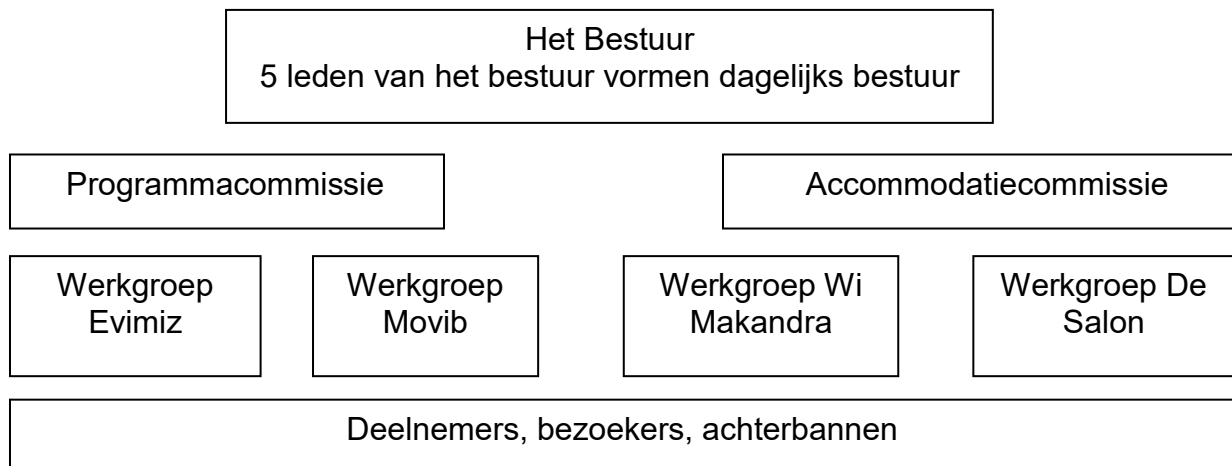 Het Bestuur
5 leden van het bestuur vormen dagelijks bestuur
Programmacommissie
Accommodatiecommissie
Werkgroep
Evimiz
Werkgroep
Movib
Werkgroep Wi
Makandra
Werkgroep De
Salon
Deelnemers, bezoekers, achterbannen